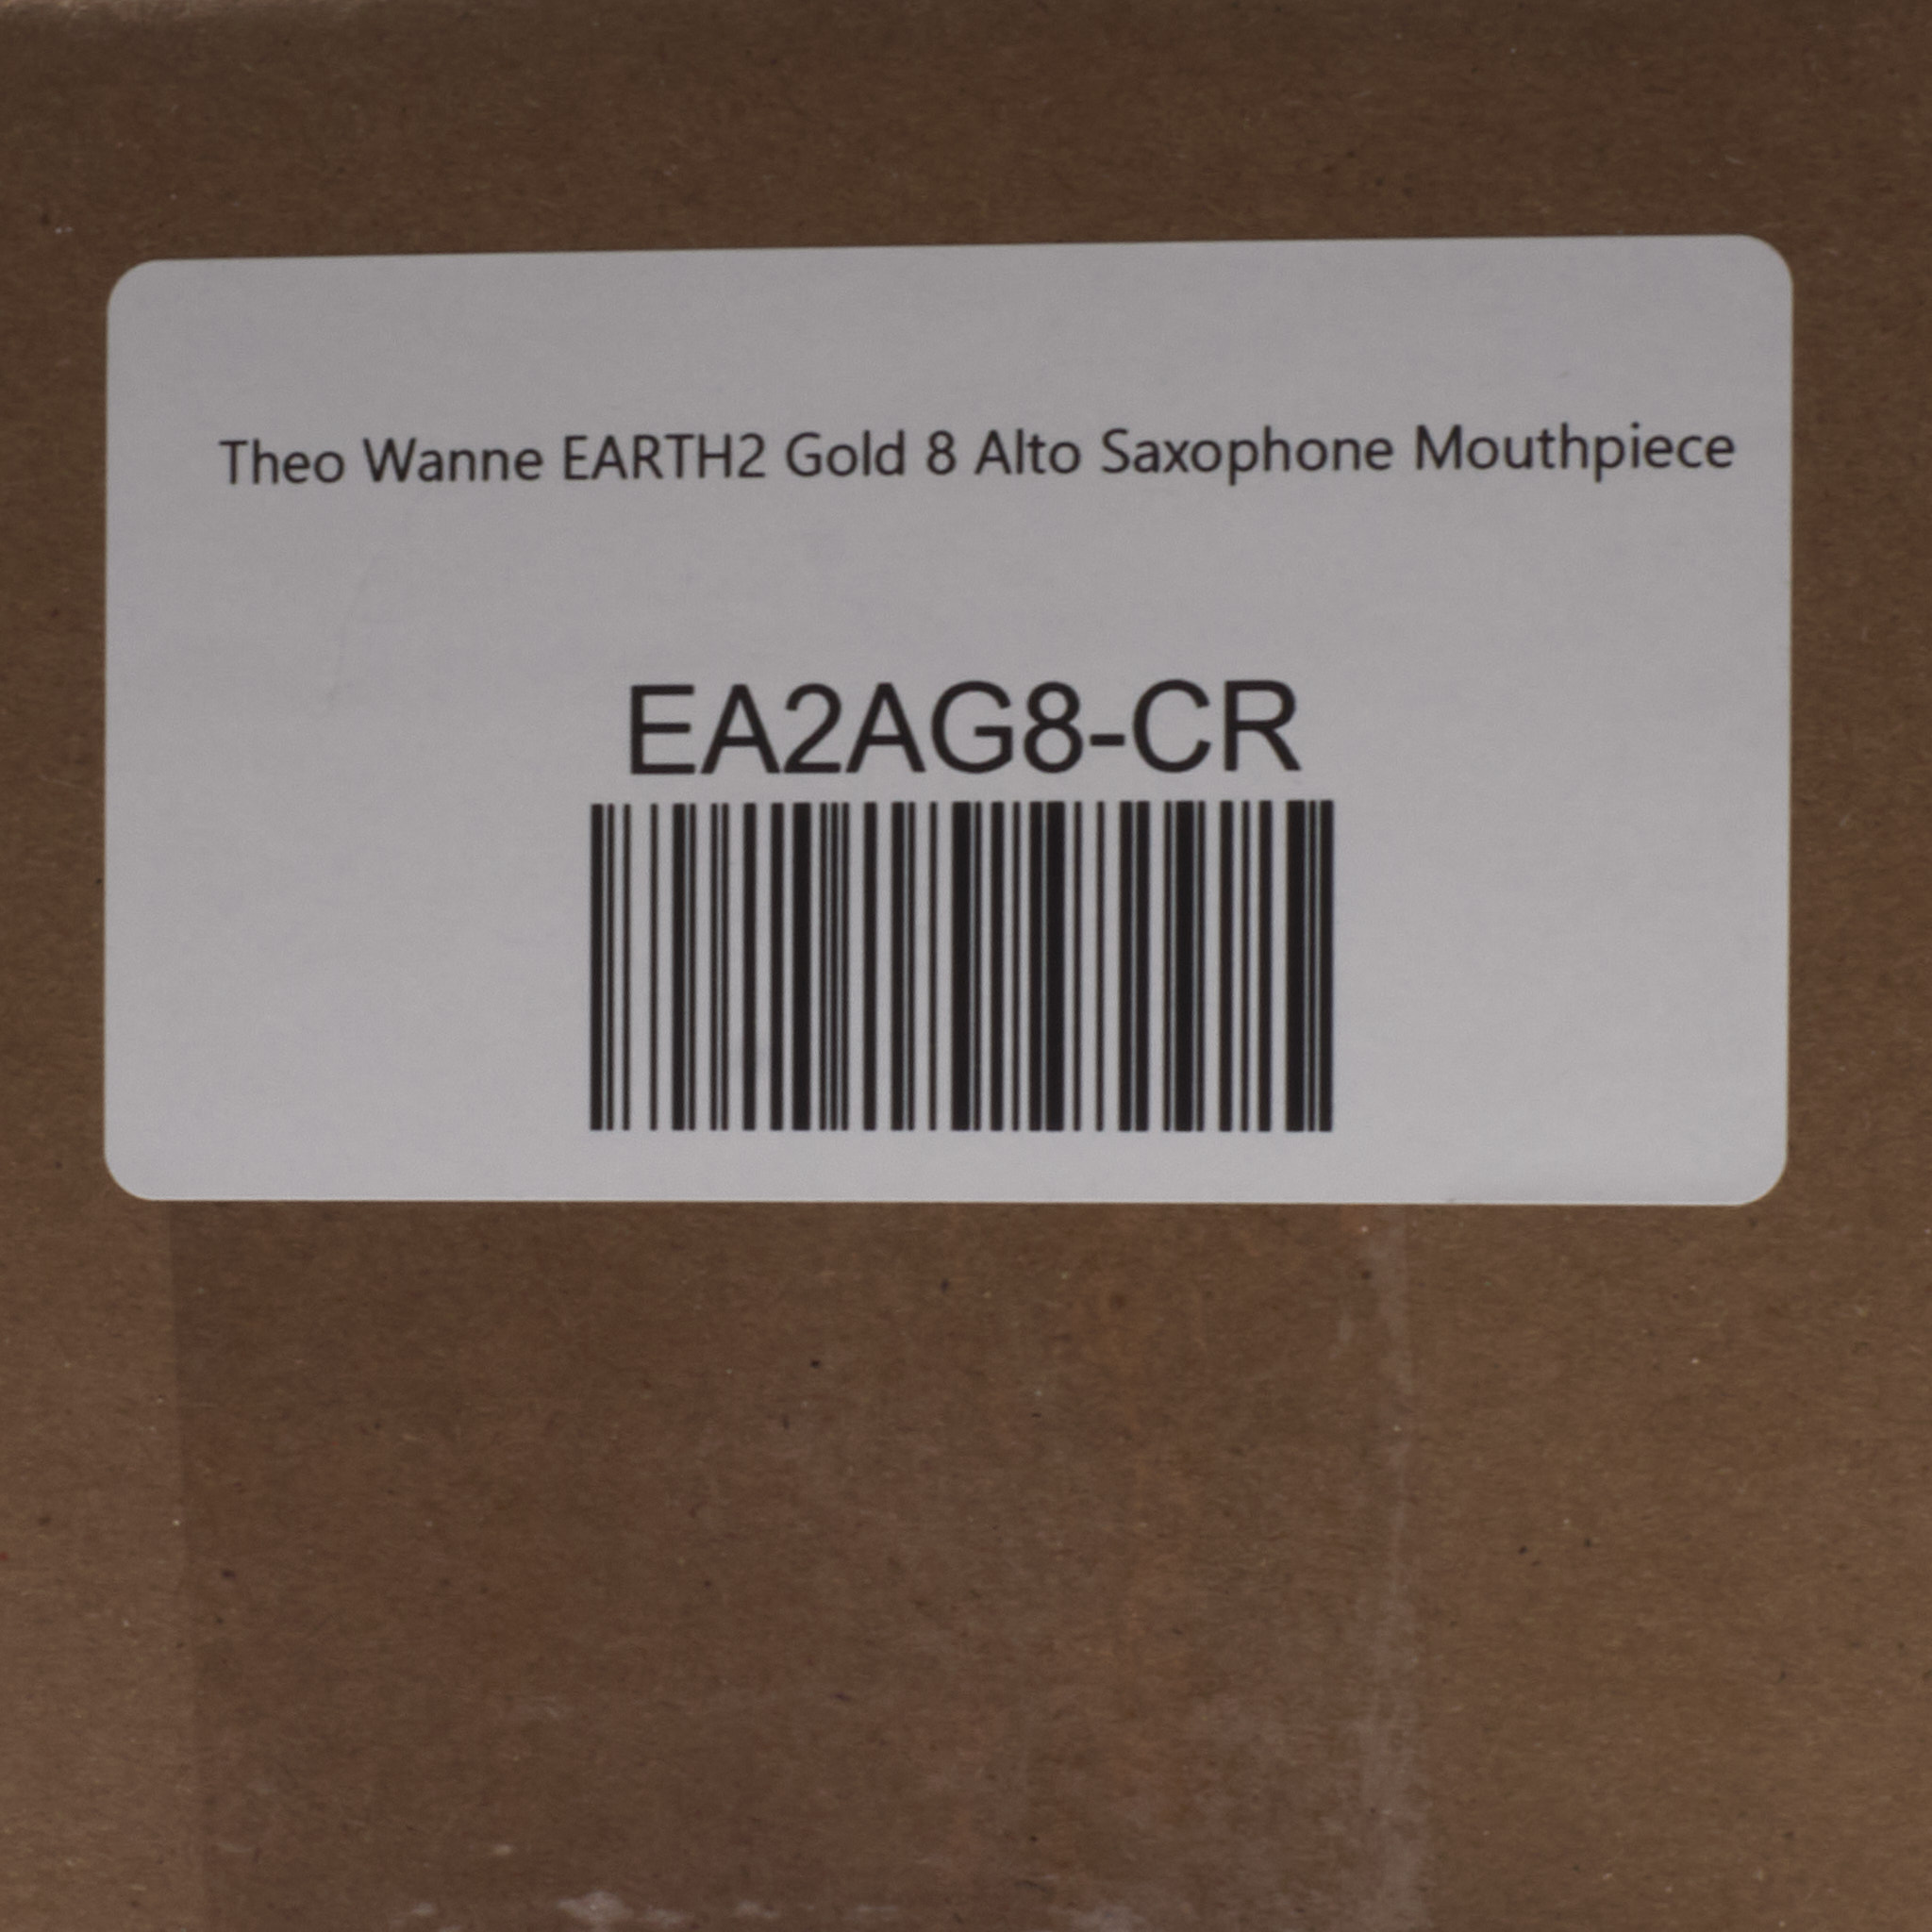 Theo Wanne EARTH2 Gold 8 Alto Saxophone Mouthpiece
EA2AG8-CR